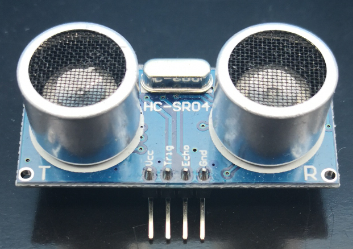 HC-SR04
Vcc
Trig
Echo
Gnd
T
R